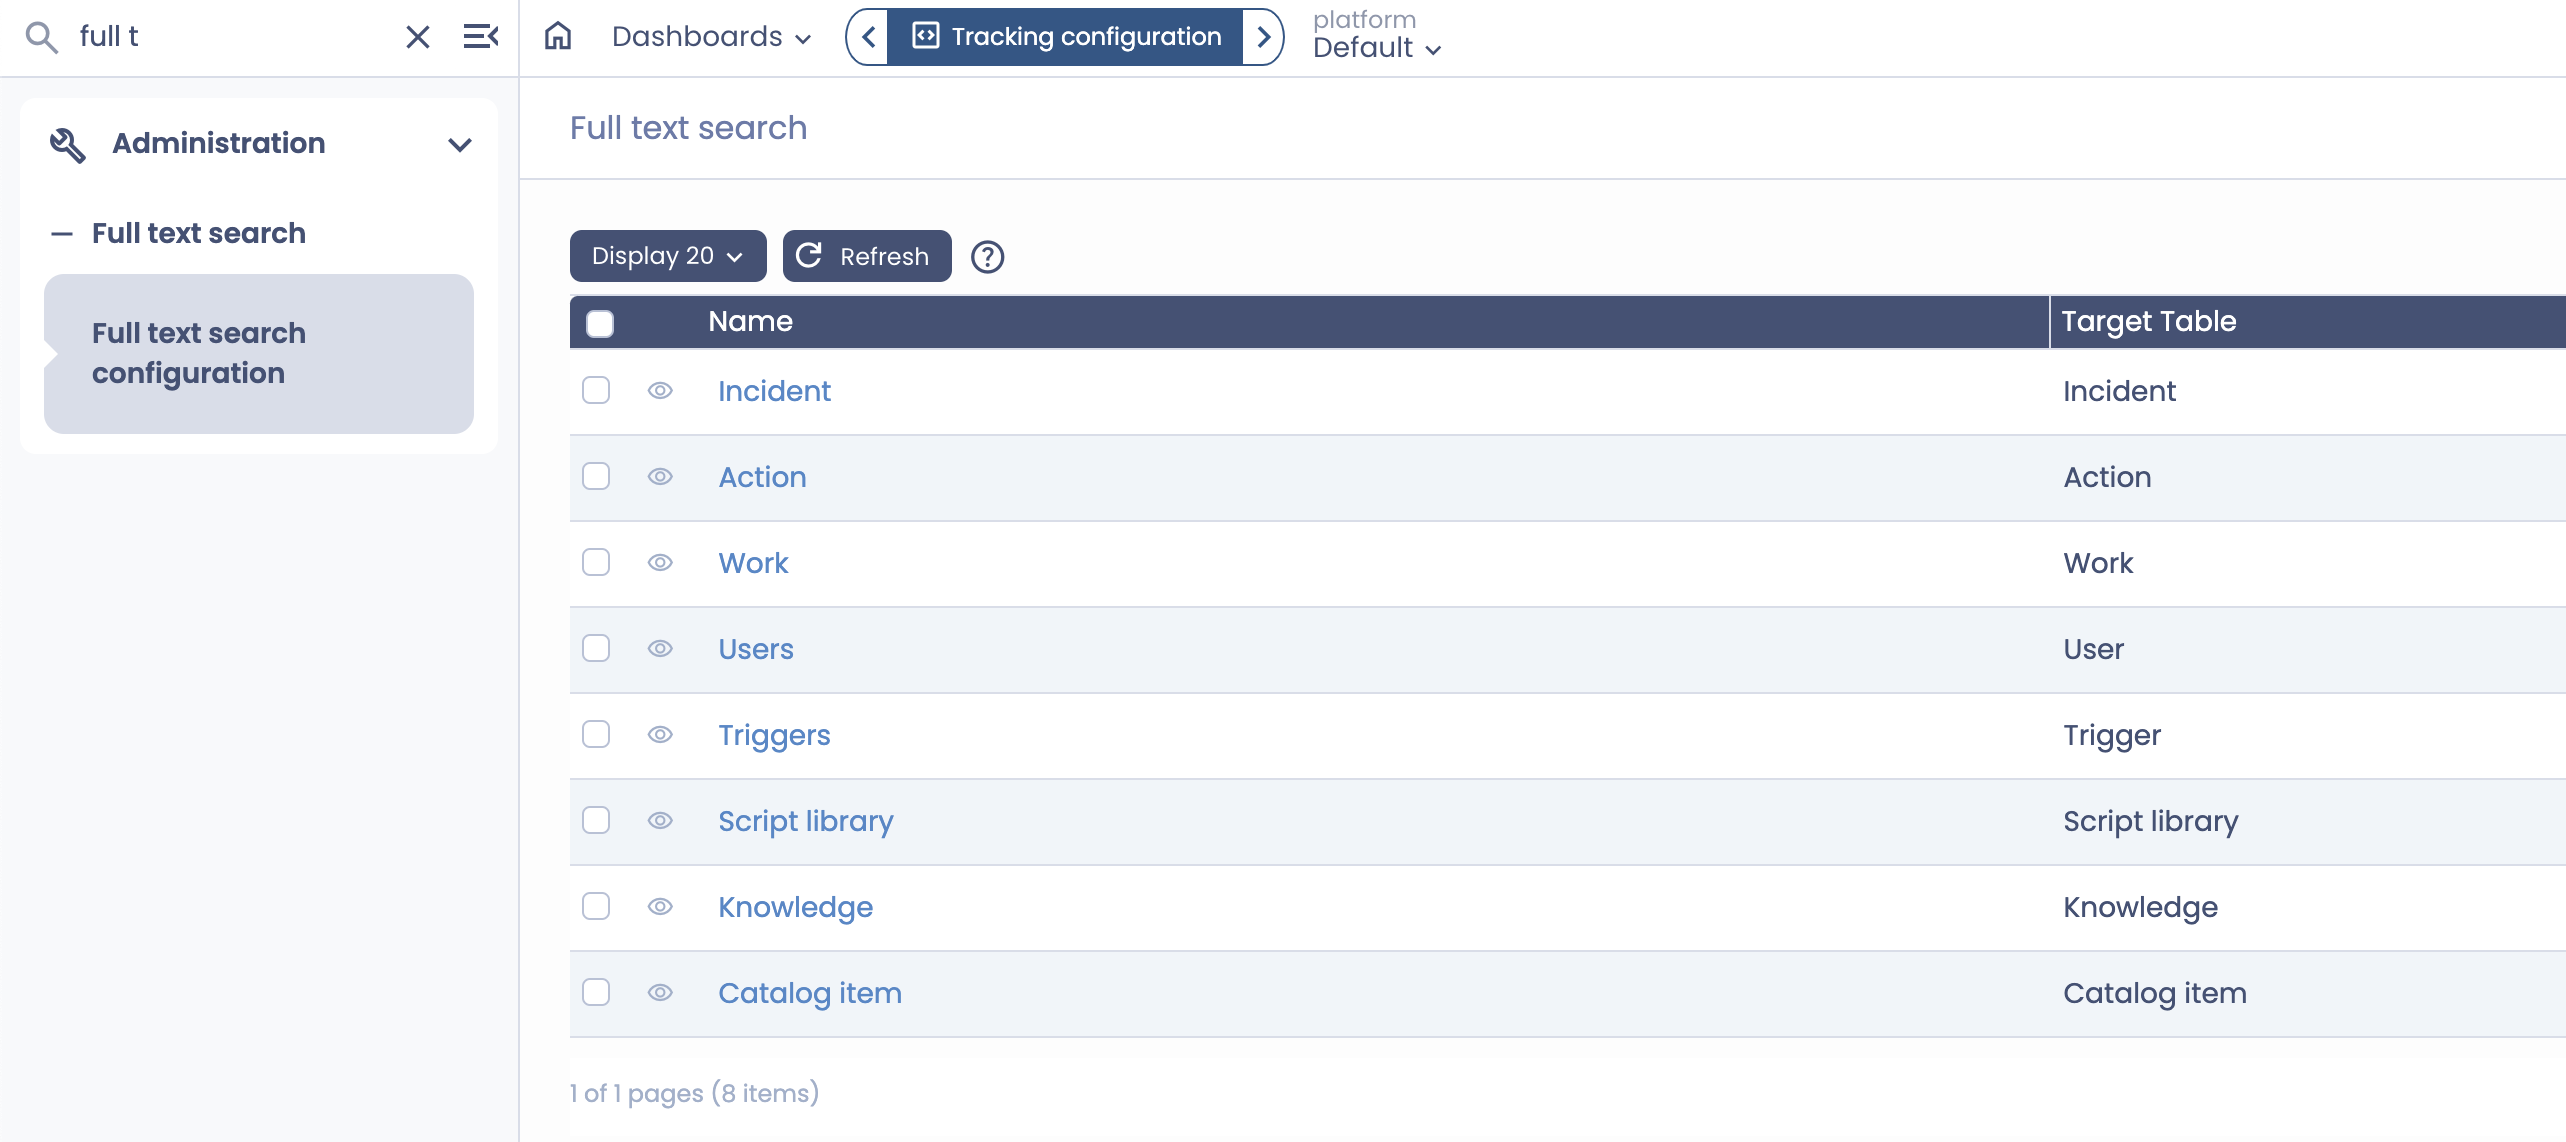 full t
Dashboards
Tracking configuration
platform
Default
Administration
Full text search
Full text search
configuration
Full text search
Display 20
Refresh
Name Target Table
Incident Incident
Action Action
Work Work
Users User
Triggers Trigger
Script library Script library
Knowledge Knowledge
Catalog item Catalog item
1 of 1 pages (8 items)